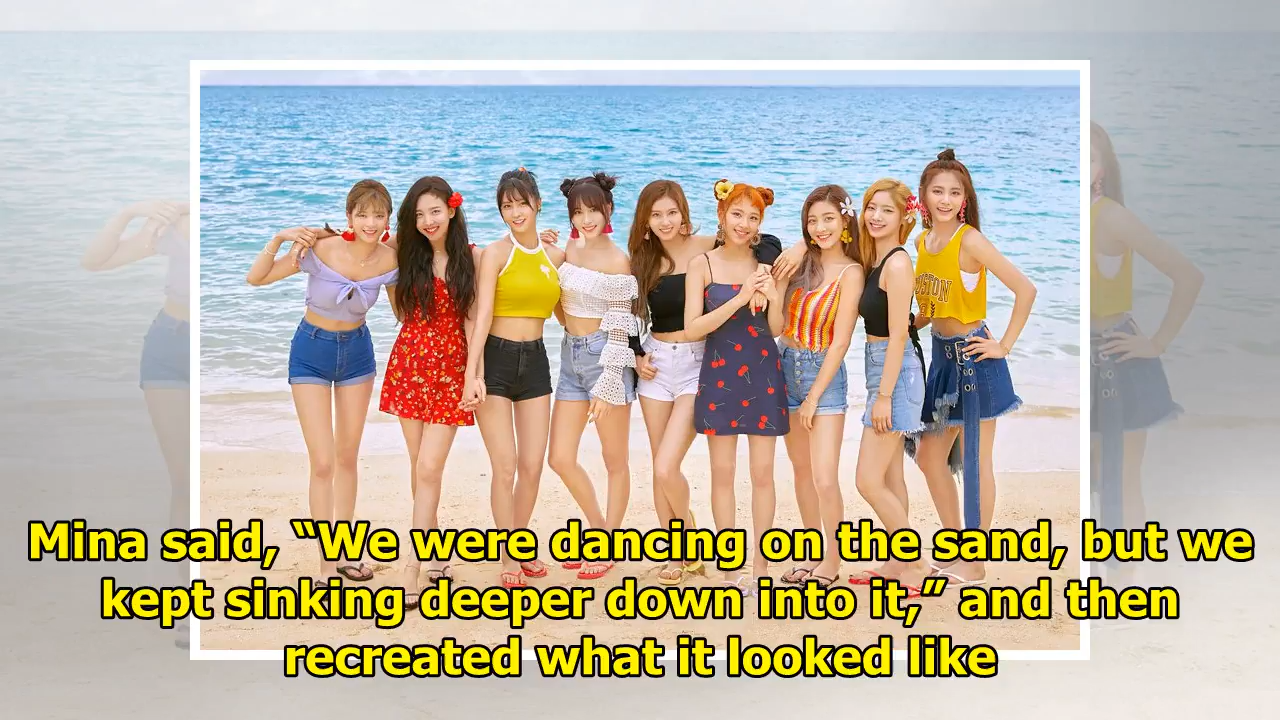 Mina said, “We were dancing on the sand, but we
kept sinking deeper down into it,” and then
recreated what it looked like